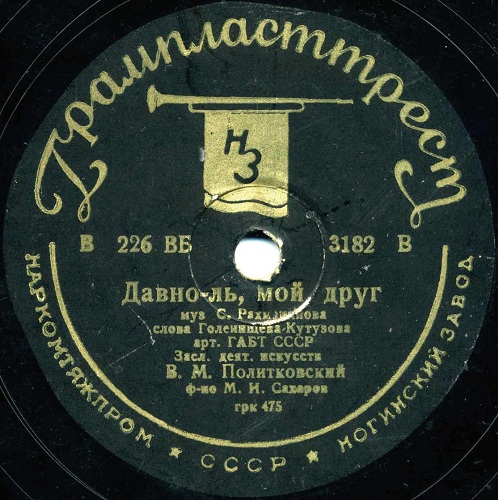 Грампласттрест
НЗ
В 226 ВБ 3182 В
Давно-ль, мой друг
муз С. Рахманинова
слова Голенищева-Кутузова
арт. ГАБТ СССР
Засл. деят. искусств
В. М. Политковский
ф-но М. И. Сахаров
грк 475
НАРКОМТЯЖПРОМ ★ СССР ★ НОГИНСКИЙ ЗАВОД